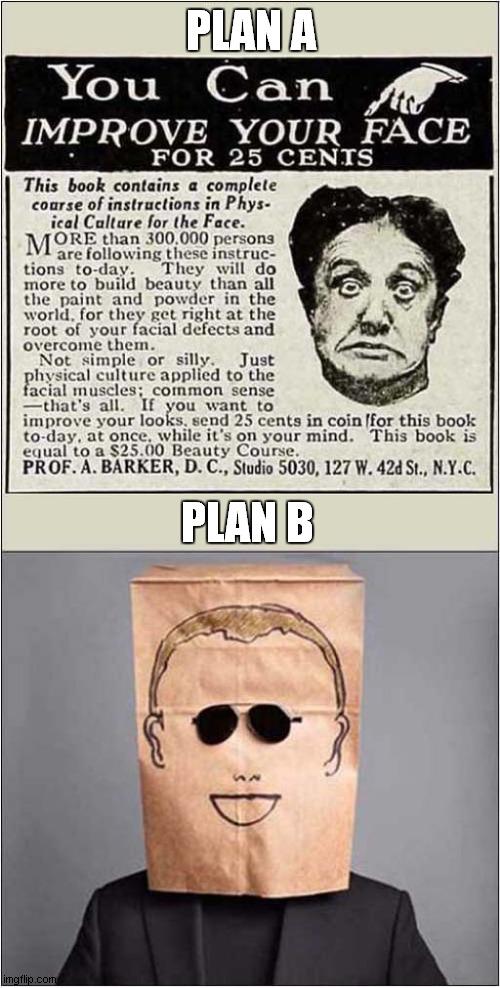 PLAN A
You Can
IMPROVE YOUR FACE
FOR 25 CENTS
This book contains a complete
course of instructions in Phys-
ical Culture for the Face.
MORE than 300.000 persons
are following these instruc-
tions to-day. They will do
more to build beauty than all
the paint and powder in the
world, for they get right at the
root of your facial defects and
overcome them.
Not simple or silly. Just
physical culture applied to the
facial muscles; common sense
—that's all. If you want to
improve your looks, send 25 cents in coin for this book
to-day, at once, while it's on your mind. This book is
equal to a $25.00 Beauty Course.
PROF. A. BARKER, D. C., Studio 5030, 127 W. 42d St., N.Y.C.
PLAN B
imgflip.com